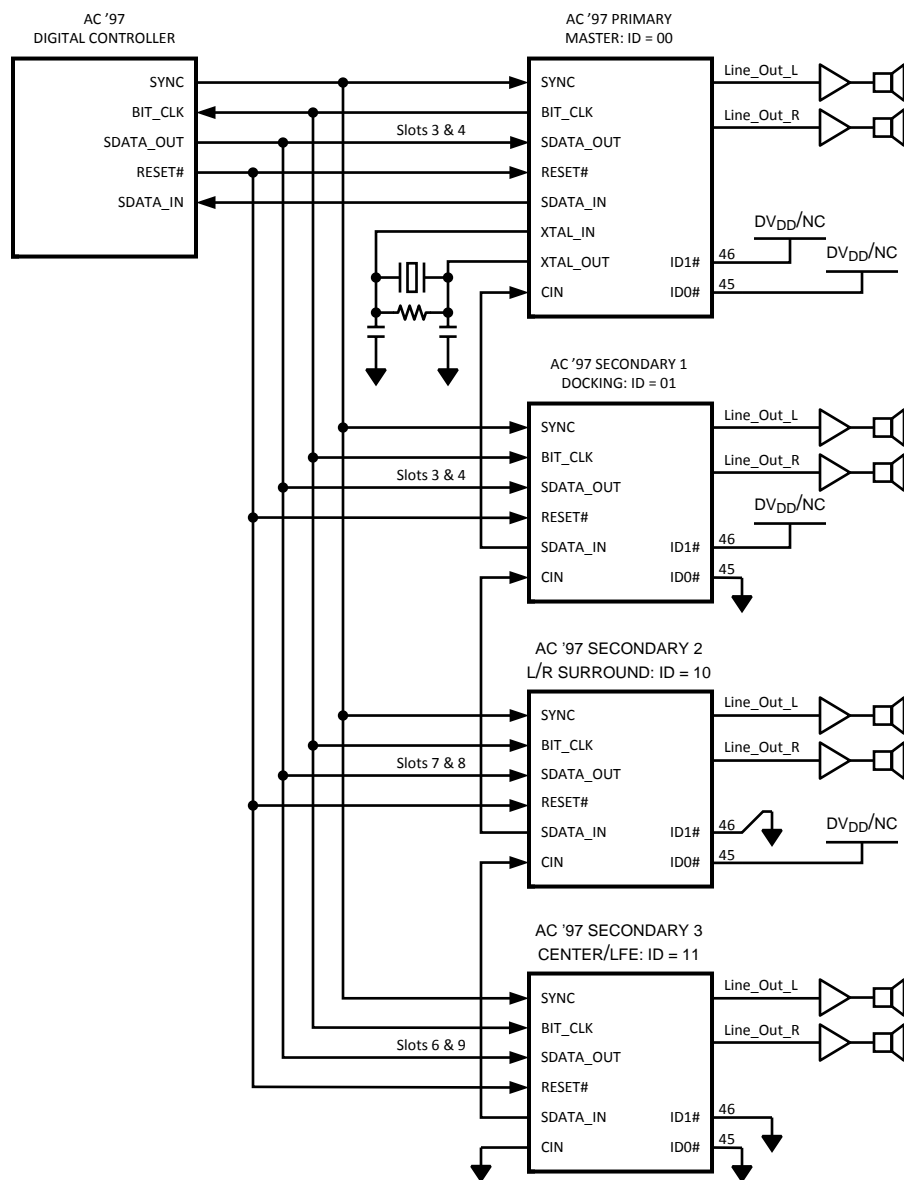 AC '97
DIGITAL CONTROLLER
SYNC
BIT_CLK
SDATA_OUT
RESET#
SDATA_IN
Slots 3 & 4
AC '97 PRIMARY
MASTER: ID = 00
SYNC
BIT_CLK
SDATA_OUT
RESET#
SDATA_IN
XTAL_IN
XTAL_OUT
CIN
ID1#
ID0#
46
45
Line_Out_L
Line_Out_R
DVDD/NC
DVDD/NC
AC '97 SECONDARY 1
DOCKING: ID = 01
Slots 3 & 4
SYNC
BIT_CLK
SDATA_OUT
RESET#
SDATA_IN
CIN
ID1#
ID0#
46
45
Line_Out_L
Line_Out_R
DVDD/NC
AC '97 SECONDARY 2
L/R SURROUND: ID = 10
Slots 7 & 8
SYNC
BIT_CLK
SDATA_OUT
RESET#
SDATA_IN
CIN
ID1#
ID0#
46
45
Line_Out_L
Line_Out_R
DVDD/NC
AC '97 SECONDARY 3
CENTER/LFE: ID = 11
Slots 6 & 9
SYNC
BIT_CLK
SDATA_OUT
RESET#
SDATA_IN
CIN
ID1#
ID0#
46
45
Line_Out_L
Line_Out_R